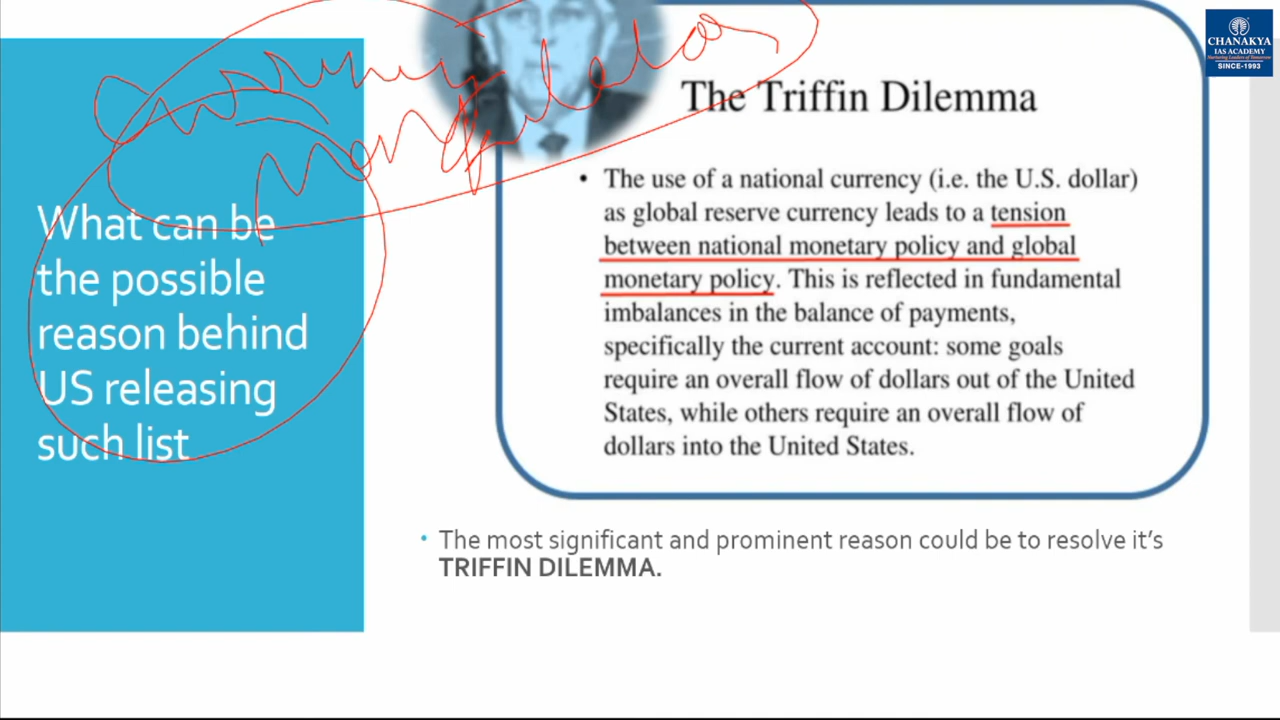 CHANAKYA
IAS ACADEMY
Nurturing Leaders of Tomorrow
SINCE-1993
The Triffin Dilemma
• The use of a national currency (i.e. the U.S. dollar)
as global reserve currency leads to a tension
between national monetary policy and global
monetary policy. This is reflected in fundamental
imbalances in the balance of payments,
specifically the current account: some goals
require an overall flow of dollars out of the United
States, while others require an overall flow of
dollars into the United States.
What can be
the possible
reason behind
US releasing
such list
• The most significant and prominent reason could be to resolve it's
TRIFFIN DILEMMA.